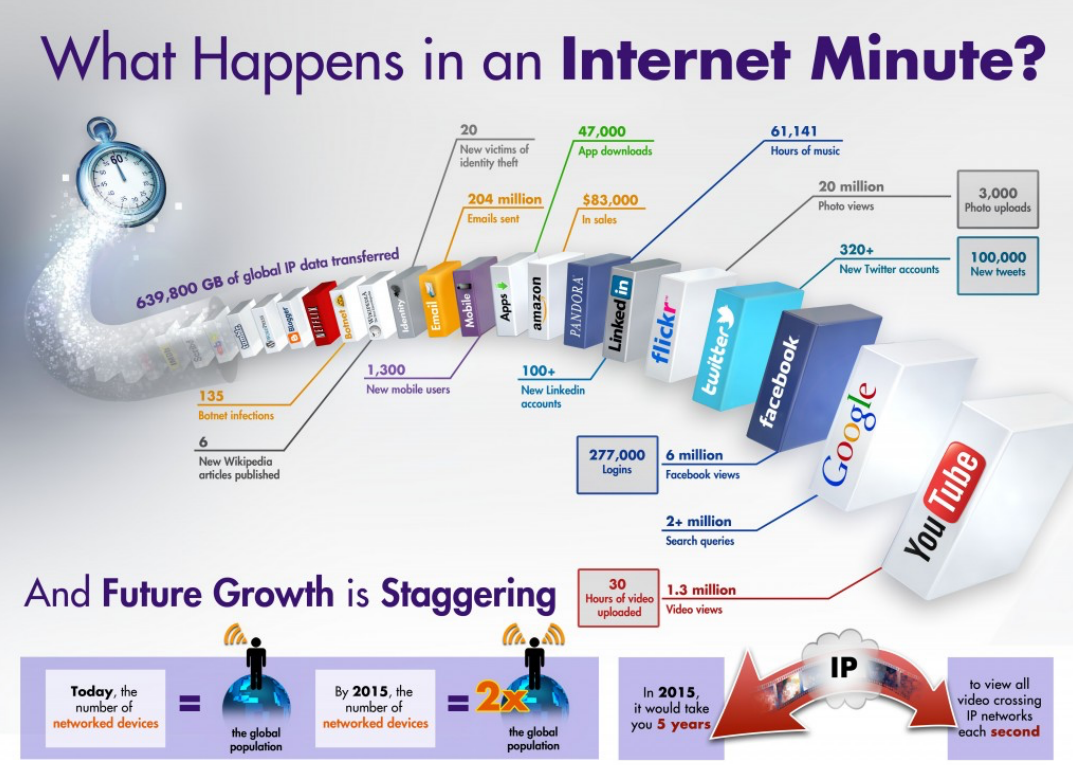 What Happens in an Internet Minute?
60
20
New victims of
identity theft
47,000
App downloads
61,141
Hours of music
204 million
Emails sent
$83,000
In sales
20 million
Photo views
3,000
Photo uploads
320+
New Twitter accounts
100,000
New tweets
639,800 GB of global IP data transferred
NETFLIX
Botnet
WIKIPEDIA
Identity
Email
Mobile
Apps
amazon
PANDORA
Linked in
flickr
twitter
facebook
Google
YouTube
135
Botnet infections
6
New Wikipedia
articles published
1,300
New mobile users
100+
New Linkedin
accounts
277,000
Logins
6 million
Facebook views
2+ million
Search queries
30
Hours of video
uploaded
1.3 million
Video views
And Future Growth is Staggering
Today, the
number of
networked devices
=
the global
population
By 2015, the
number of
networked devices
=
2x
the global
population
In 2015,
it would take
you 5 years
IP
to view all
video crossing
IP networks
each second